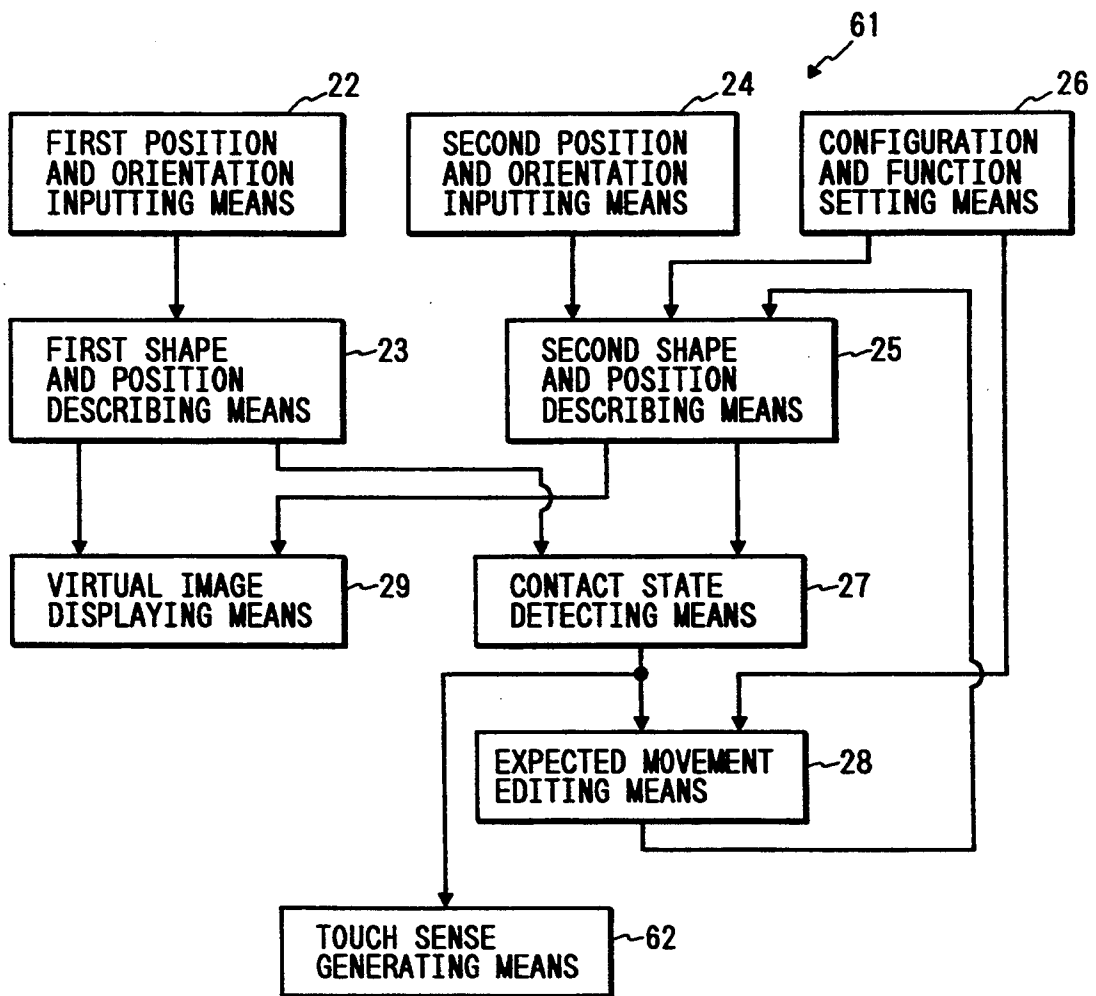 61
22
24
26
FIRST POSITION
AND ORIENTATION
INPUTTING MEANS
SECOND POSITION
AND ORIENTATION
INPUTTING MEANS
CONFIGURATION
AND FUNCTION
SETTING MEANS
FIRST SHAPE
AND POSITION
DESCRIBING MEANS
23
SECOND SHAPE
AND POSITION
DESCRIBING MEANS
25
VIRTUAL IMAGE
DISPLAYING MEANS
29
CONTACT STATE
DETECTING MEANS
27
EXPECTED MOVEMENT
EDITING MEANS
28
TOUCH SENSE
GENERATING MEANS
62